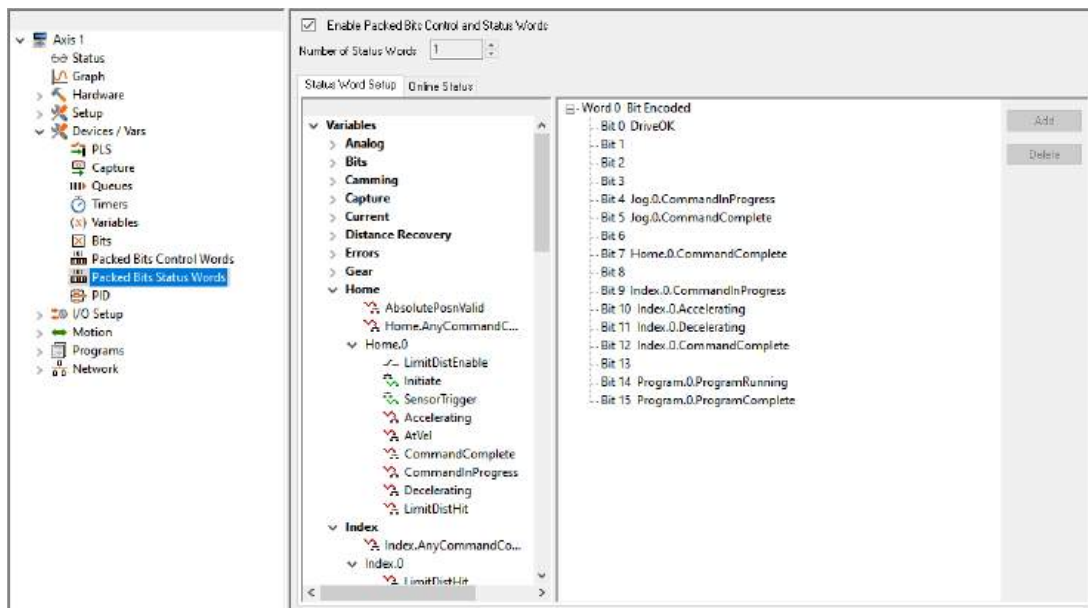 Axis 1
Status
Graph
Hardware
Setup
Devices / Vars
PLS
Capture
Queues
Timers
Variables
Bits
Packed Bits Control Words
Packed Bits Status Words
PID
I/O Setup
Motion
Programs
Network
Enable Packed Bits Control and Status Words
Number of Status Words 1
Status Word Setup Online Status
Variables
Analog
Bits
Camming
Capture
Current
Distance Recovery
Errors
Gear
Home
AbsolutePosnValid
Home.AnyCommandC...
Home.0
LimitDistEnable
Initiate
SensorTrigger
Accelerating
AtVel
CommandComplete
CommandInProgress
Decelerating
LimitDistHit
Index
Index.AnyCommandCo...
Index.0
LimitDistHit
Word 0 Bit Encoded
Bit 0 DriveOK
Bit 1
Bit 2
Bit 3
Bit 4 Jog.0.CommandInProgress
Bit 5 Jog.0.CommandComplete
Bit 6
Bit 7 Home.0.CommandComplete
Bit 8
Bit 9 Index.0.CommandInProgress
Bit 10 Index.0.Accelerating
Bit 11 Index.0.Decelerating
Bit 12 Index.0.CommandComplete
Bit 13
Bit 14 Program.0.ProgramRunning
Bit 15 Program.0.ProgramComplete
Add
Delete